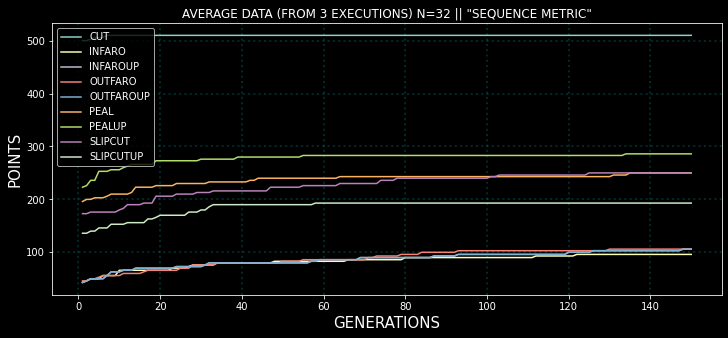 AVERAGE DATA (FROM 3 EXECUTIONS) N=32 || "SEQUENCE METRIC"
POINTS
500
400
300
200
100
CUT
INFARO
INFAROUP
OUTFARO
OUTFAROUP
PEAL
PEALUP
SLIPCUT
SLIPCUTUP
0 20 40 60 80 100 120 140
GENERATIONS